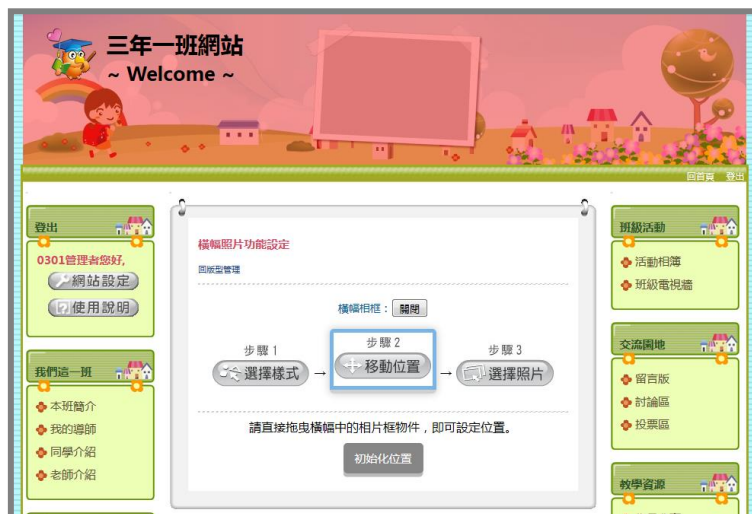 三年一班網站
~ Welcome ~
回首頁 登出
登出
0301管理者您好,
網站設定
使用說明
我們這一班
本班簡介
我的導師
同學介紹
老師介紹
橫幅照片功能設定
回版型管理
橫幅相框：關閉
步驟 1
選擇樣式
→
步驟 2
移動位置
→
步驟 3
選擇照片
請直接拖曳橫幅中的相片框物件，即可設定位置。
初始化位置
班級活動
活動相簿
班級電視牆
交流園地
留言版
討論區
投票區
教學資源